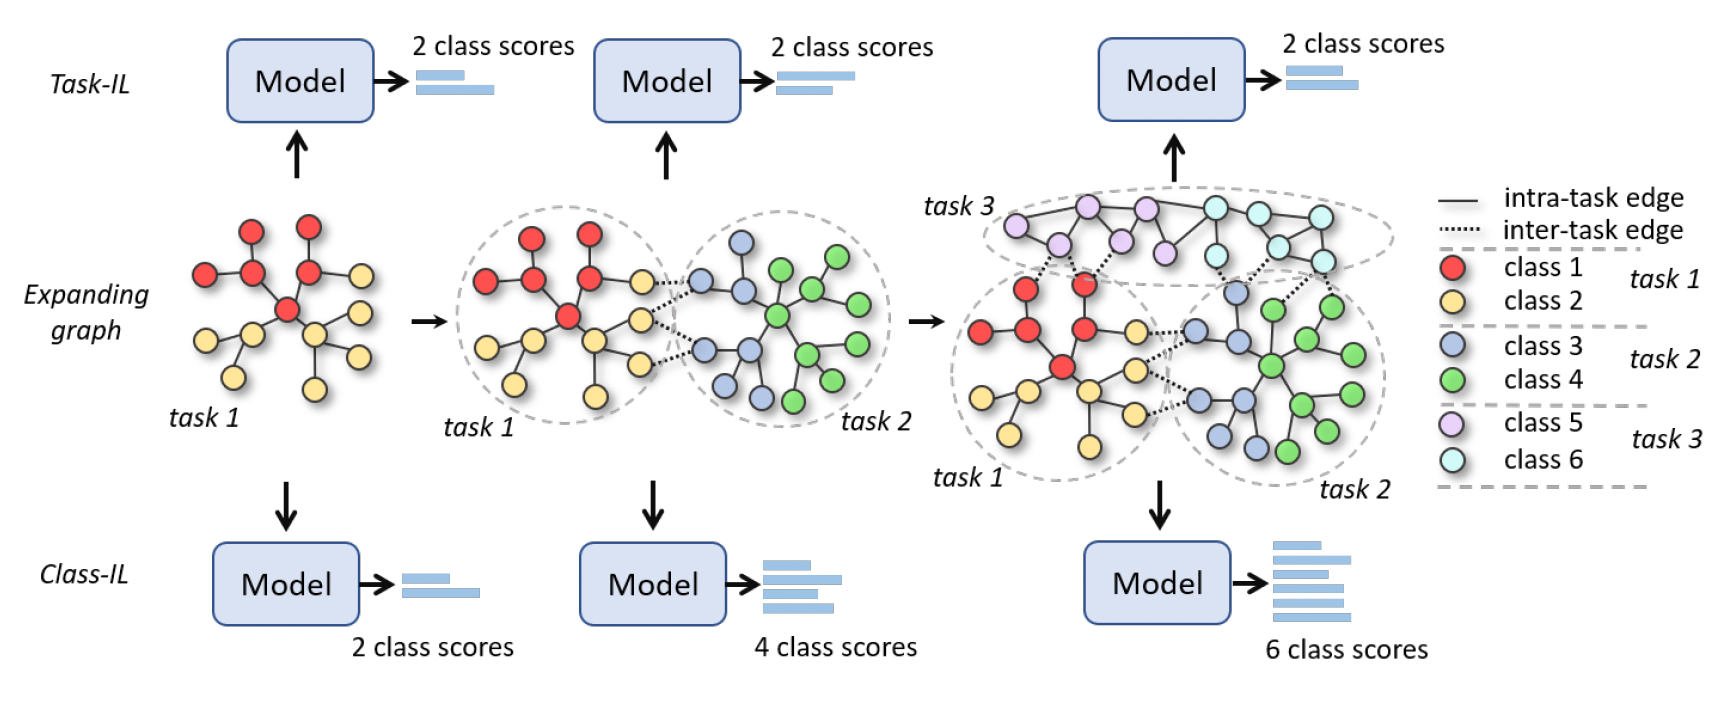 2 class scores
2 class scores
2 class scores
Task-IL
Model
Model
Model
Expanding
graph
task 1
task 1
task 2
task 3
task 1
task 2
intra-task edge
inter-task edge
class 1
class 2
task 1
class 3
class 4
task 2
class 5
class 6
task 3
Class-IL
Model
Model
Model
2 class scores
4 class scores
6 class scores